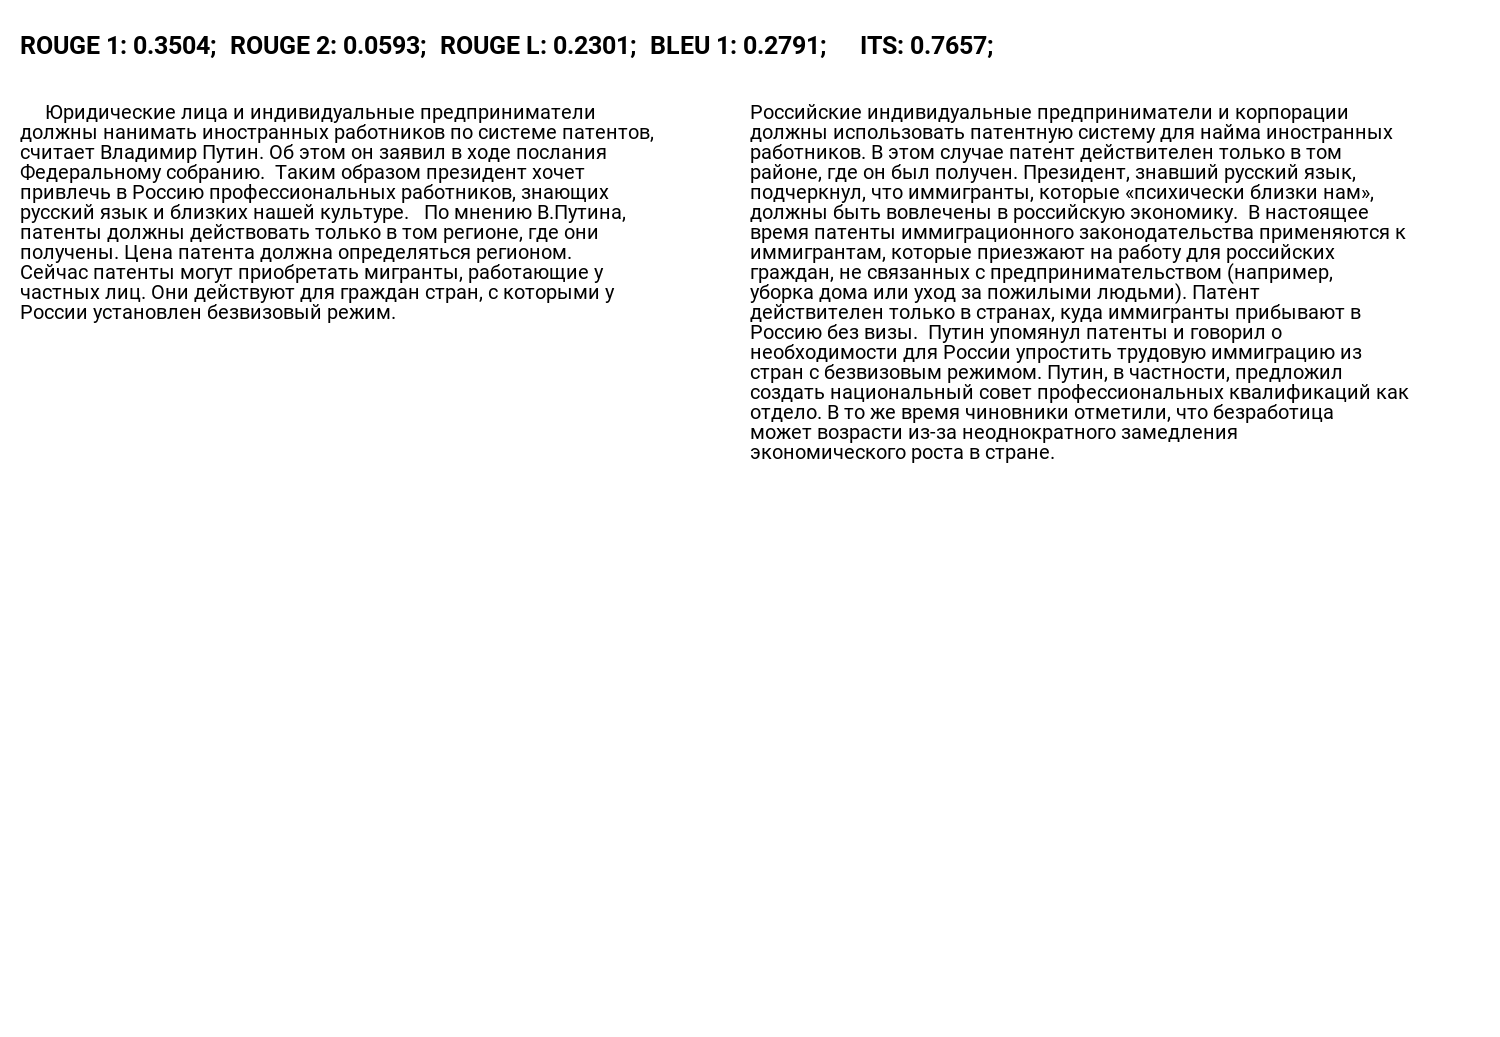 ROUGE 1: 0.3504;  ROUGE 2: 0.0593;  ROUGE L: 0.2301;  BLEU 1: 0.2791;     ITS: 0.7657;
Юридические лица и индивидуальные предприниматели
должны нанимать иностранных работников по системе патентов,
считает Владимир Путин. Об этом он заявил в ходе послания
Федеральному собранию.  Таким образом президент хочет
привлечь в Россию профессиональных работников, знающих
русский язык и близких нашей культуре.   По мнению В.Путина,
патенты должны действовать только в том регионе, где они
получены. Цена патента должна определяться регионом.
Сейчас патенты могут приобретать мигранты, работающие у
частных лиц. Они действуют для граждан стран, с которыми у
России установлен безвизовый режим.
Российские индивидуальные предприниматели и корпорации
должны использовать патентную систему для найма иностранных
работников. В этом случае патент действителен только в том
районе, где он был получен. Президент, знавший русский язык,
подчеркнул, что иммигранты, которые «психически близки нам»,
должны быть вовлечены в российскую экономику.  В настоящее
время патенты иммиграционного законодательства применяются к
иммигрантам, которые приезжают на работу для российских
граждан, не связанных с предпринимательством (например,
уборка дома или уход за пожилыми людьми). Патент
действителен только в странах, куда иммигранты прибывают в
Россию без визы.  Путин упомянул патенты и говорил о
необходимости для России упростить трудовую иммиграцию из
стран с безвизовым режимом. Путин, в частности, предложил
создать национальный совет профессиональных квалификаций как
отдело. В то же время чиновники отметили, что безработица
может возрасти из-за неоднократного замедления
экономического роста в стране.